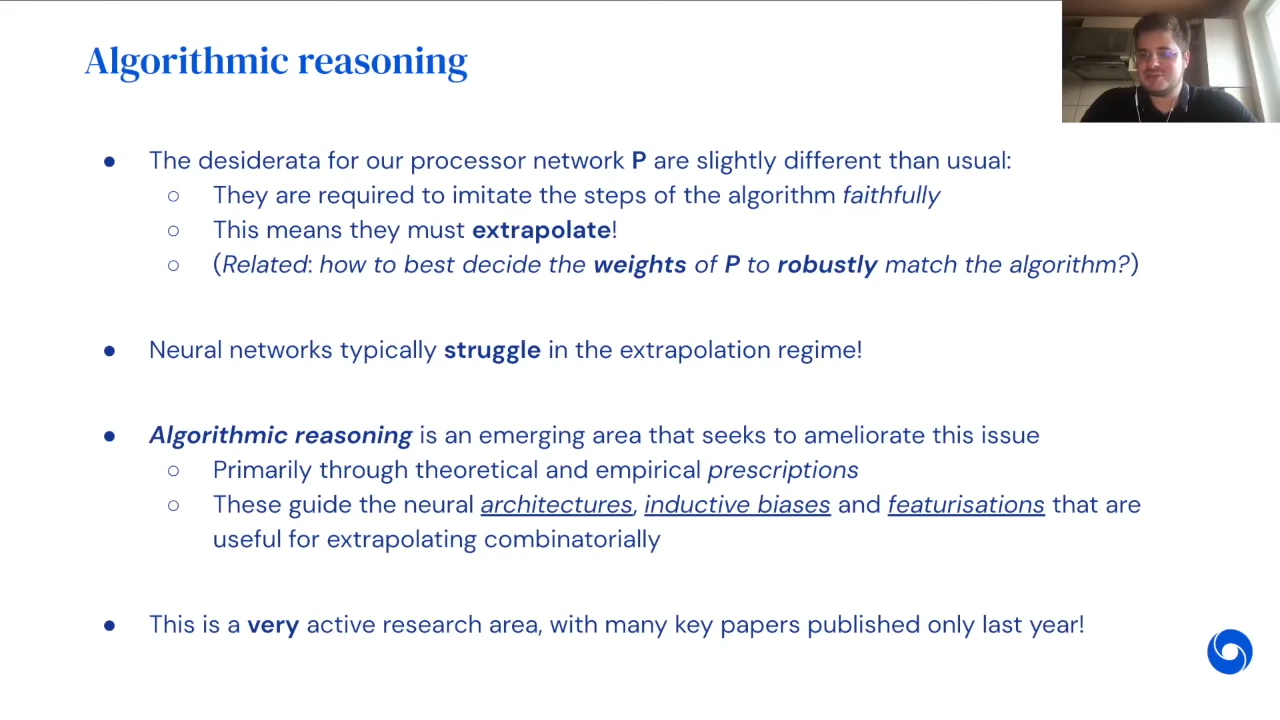 Algorithmic reasoning
● The desiderata for our processor network P are slightly different than usual:
○ They are required to imitate the steps of the algorithm faithfully
○ This means they must extrapolate!
○ (Related: how to best decide the weights of P to robustly match the algorithm?)
● Neural networks typically struggle in the extrapolation regime!
● Algorithmic reasoning is an emerging area that seeks to ameliorate this issue
○ Primarily through theoretical and empirical prescriptions
○ These guide the neural architectures, inductive biases and featurisations that are
useful for extrapolating combinatorially
● This is a very active research area, with many key papers published only last year!